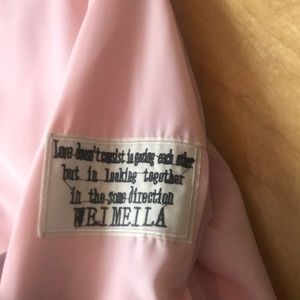 Love doesn't consist in gazing each other
but in looking together
in the same direction
WEIMEILA